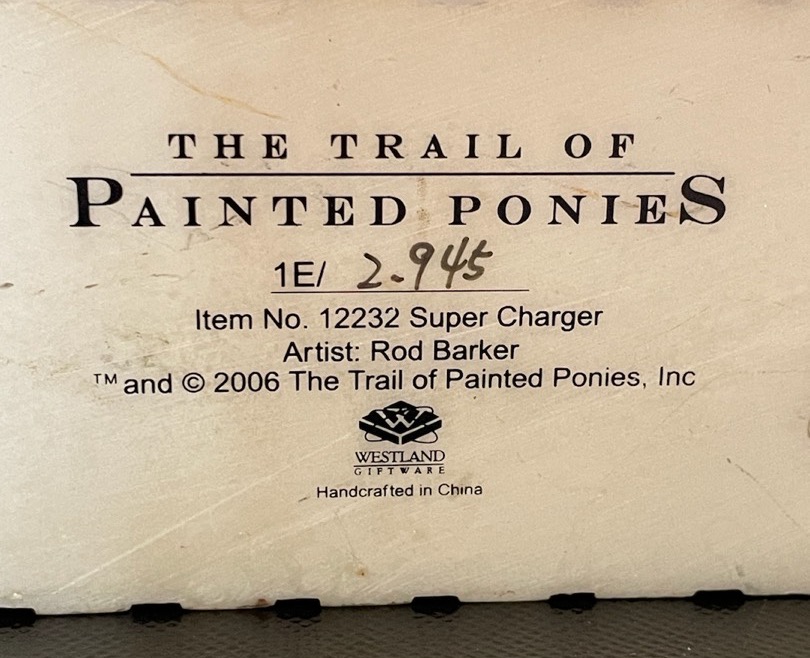 THE TRAIL OF
PAINTED PONIES
1E/ 2.945
Item No. 12232 Super Charger
Artist: Rod Barker
™ and © 2006 The Trail of Painted Ponies, Inc
WESTLAND
GIFTWARE
Handcrafted in China